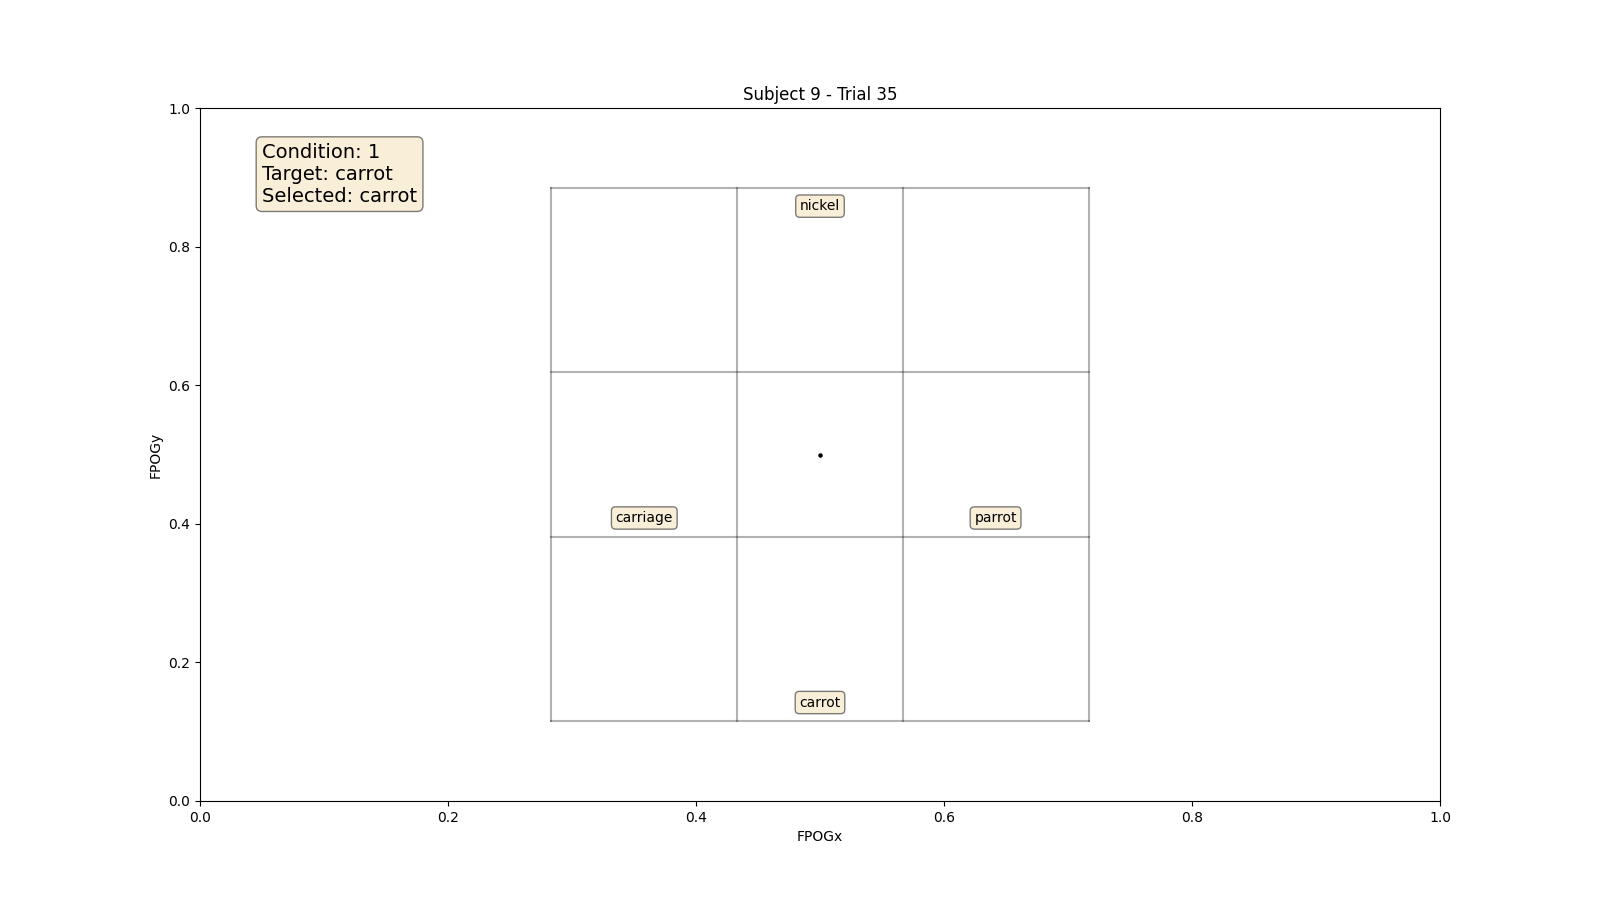 Subject 9 - Trial 35
1.0
Condition: 1
Target: carrot
Selected: carrot
nickel
0.8
0.6
FPOGy
carriage
parrot
0.4
0.2
carrot
0.0
0.0 0.2 0.4 0.6 0.8 1.0
FPOGx